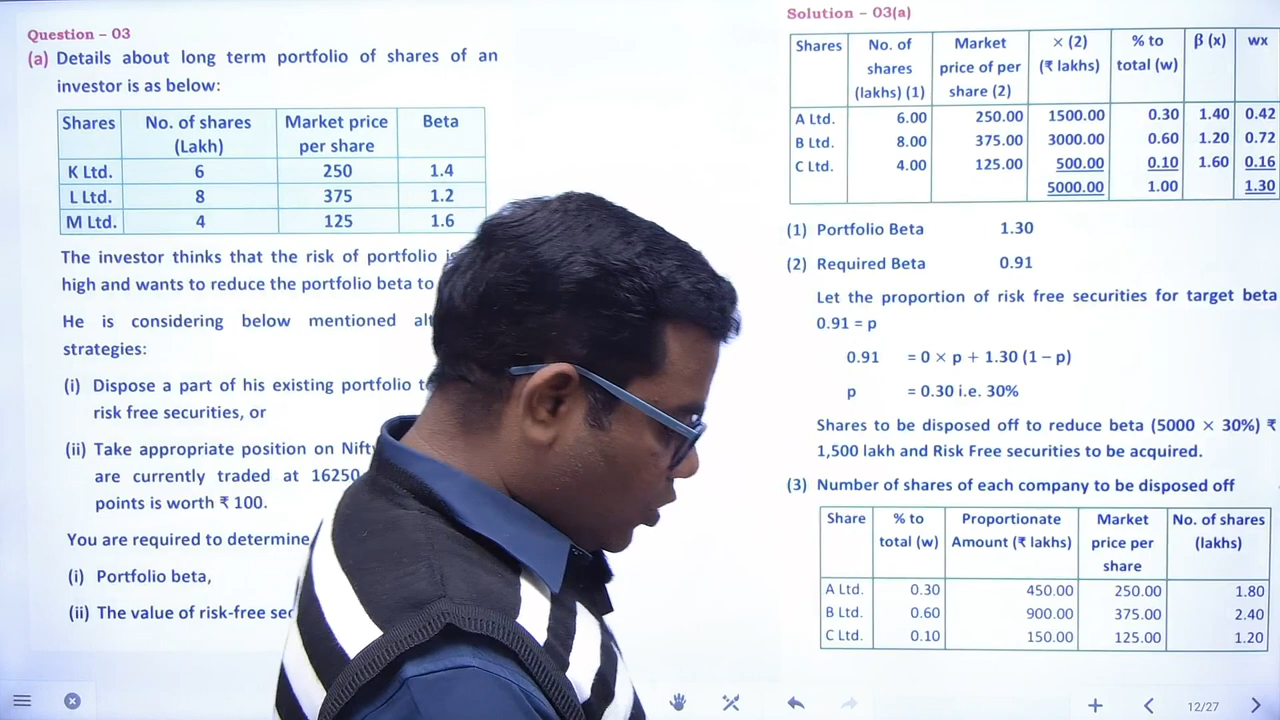 Question – 03
(a) Details about long term portfolio of shares of an
investor is as below:
Shares No. of shares Market price Beta
(Lakh) per share
K Ltd. 6 250 1.4
L Ltd. 8 375 1.2
M Ltd. 4 125 1.6
The investor thinks that the risk of portfolio
high and wants to reduce the portfolio beta to
He is considering below mentioned
strategies:
(i) Dispose a part of his existing portfolio
risk free securities, or
(ii) Take appropriate position on
are currently traded at 16250
points is worth ₹ 100.
You are required to determine
(i) Portfolio beta,
(ii) The value of risk-free
Solution – 03(a)
Shares No. of Market × (2) % to β (x) wx
shares price of per (₹ lakhs) total (w)
(lakhs) (1) share (2)
A Ltd. 6.00 250.00 1500.00 0.30 1.40 0.42
B Ltd. 8.00 375.00 3000.00 0.60 1.20 0.72
C Ltd. 4.00 125.00 500.00 0.10 1.60 0.16
5000.00 1.00 1.30
(1) Portfolio Beta 1.30
(2) Required Beta 0.91
Let the proportion of risk free securities for target beta
0.91 = p
0.91 = 0 × p + 1.30 (1 – p)
p = 0.30 i.e. 30%
Shares to be disposed off to reduce beta (5000 × 30%) ₹
1,500 lakh and Risk Free securities to be acquired.
(3) Number of shares of each company to be disposed off
Share % to Proportionate Market No. of shares
total (w) Amount (₹ lakhs) price per (lakhs)
share
A Ltd. 0.30 450.00 250.00 1.80
B Ltd. 0.60 900.00 375.00 2.40
C Ltd. 0.10 150.00 125.00 1.20
12/27